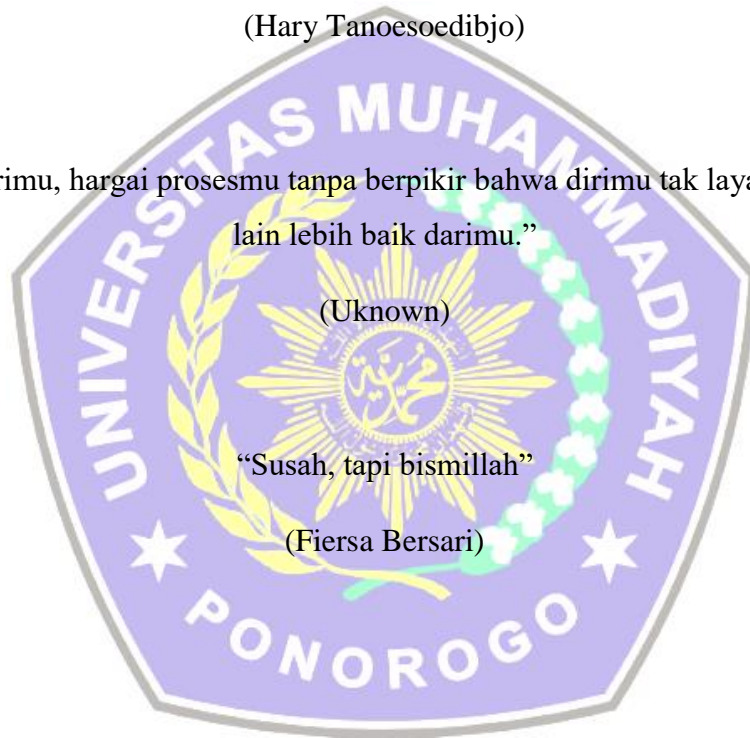 (Hary Tanoesoedibjo)
UNIVERSITAS MUHAMMADIYAH
rimu, hargai prosesmu tanpa berpikir bahwa dirimu tak laya
lain lebih baik darimu.”
(Uknown)
محمدية
“Susah, tapi bismillah”
(Fiersa Bersari)
PONOROGO